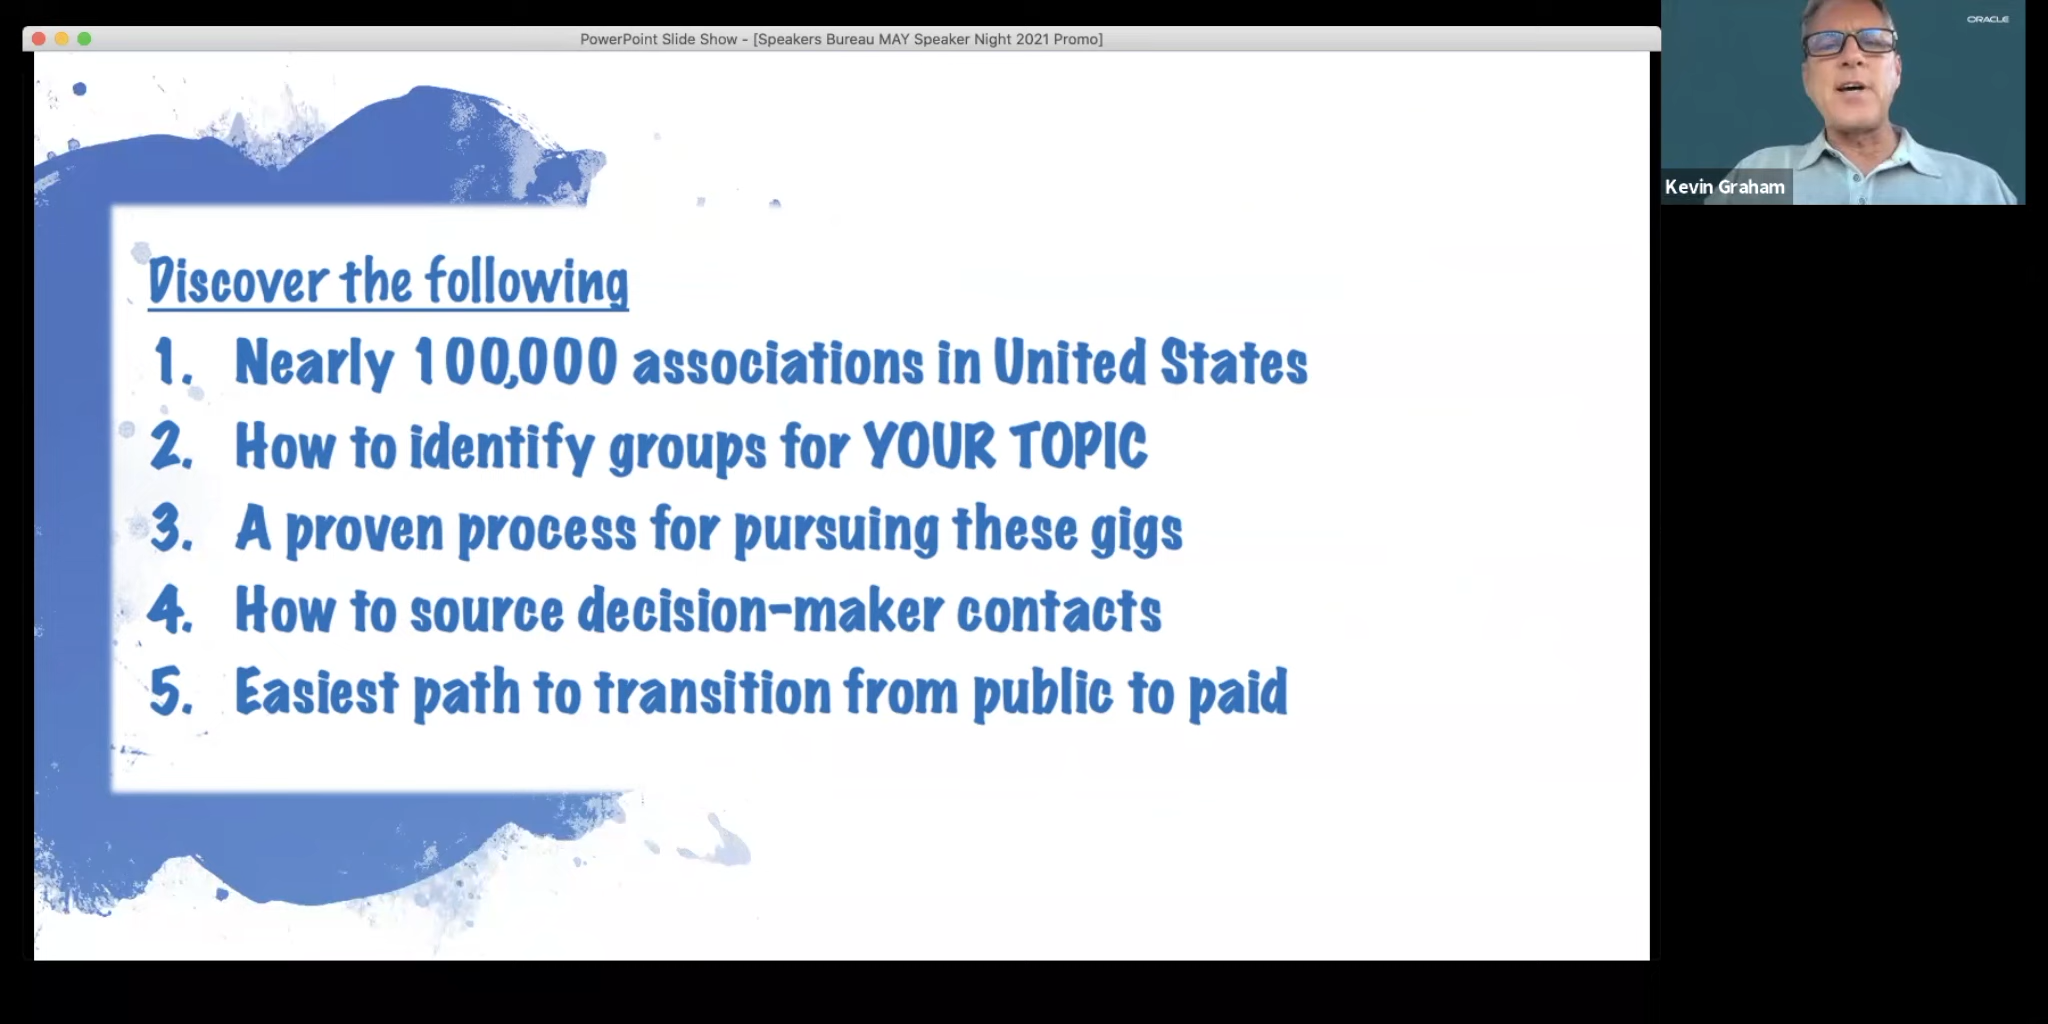 PowerPoint Slide Show - [Speakers Bureau MAY Speaker Night 2021 Promo]
ORACLE
Kevin Graham
Discover the following
1. Nearly 100,000 associations in United States
2. How to identify groups for YOUR TOPIC
3. A proven process for pursuing these gigs
4. How to source decision-maker contacts
5. Easiest path to transition from public to paid